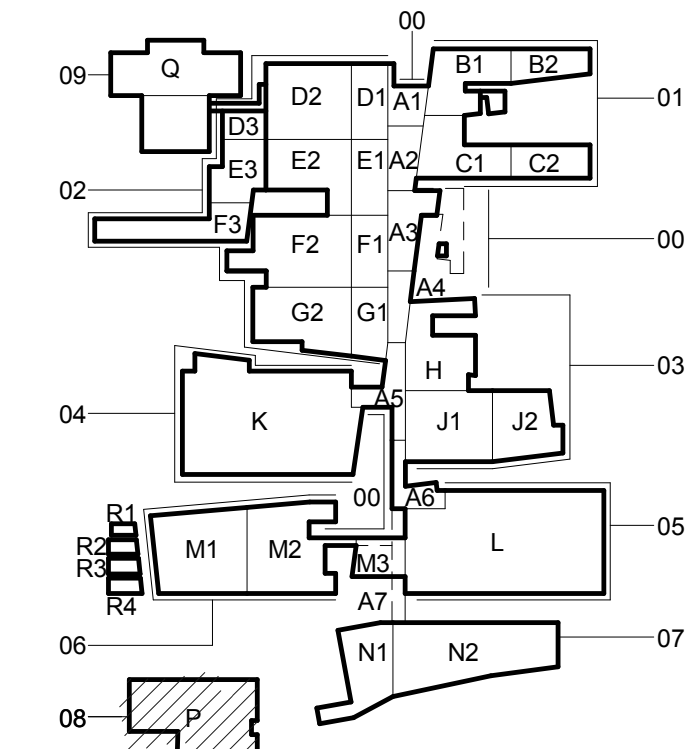 00
09 Q B1 B2
D2 D1 A1 01
D3
E3 E2 E1 A2 C1 C2
02
F3 F2 F1 A3 00
A4
G2 G1
H 03
A5
04 K J1 J2
00 A6
R1
R2 M1 M2 L 05
R3 M3
R4 A7
06 N1 N2 07
08 P